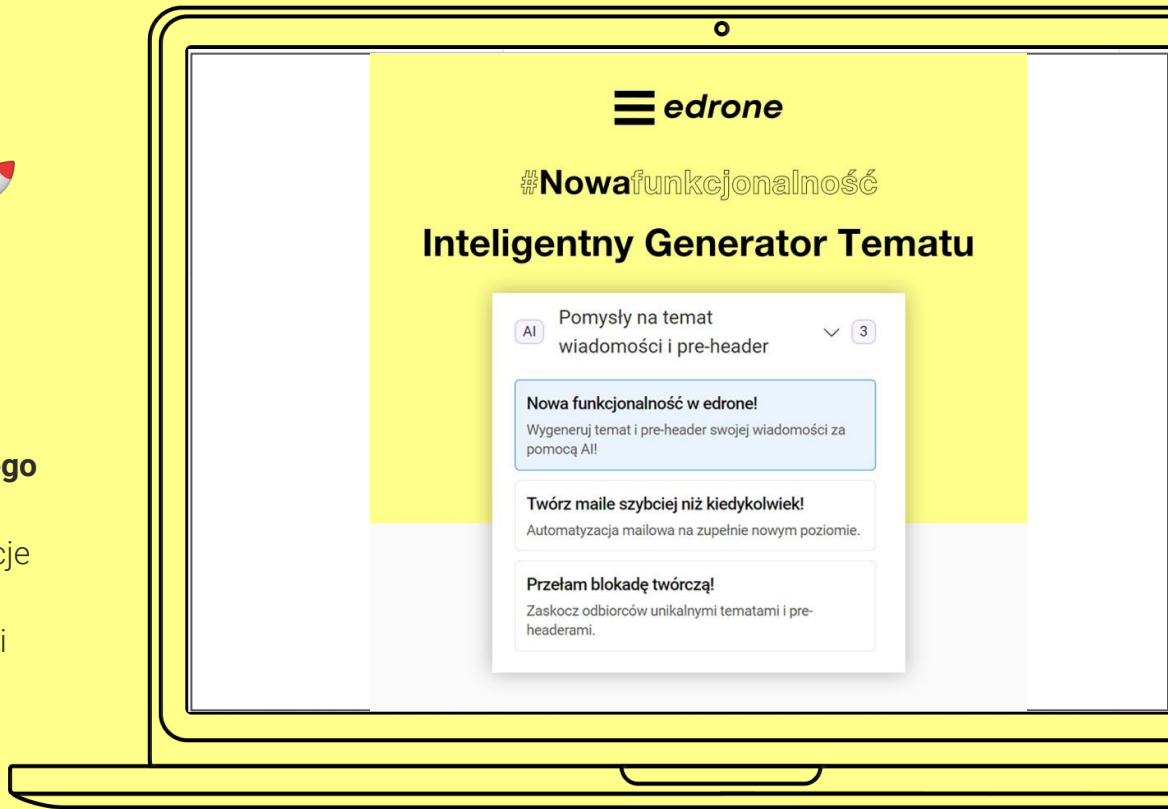 edrone
#Nowafunkcjonalność
Inteligentny Generator Tematu
AI
Pomysły na temat
wiadomości i pre-header
3
Nowa funkcjonalność w edrone!
Wygeneruj temat i pre-header swojej wiadomości za
pomocą AI!
Twórz maile szybciej niż kiedykolwiek!
Automatyzacja mailowa na zupełnie nowym poziomie.
Przełam blokadę twórczą!
Zaskocz odbiorców unikalnymi tematami i pre-
headerami.
go
cje
i